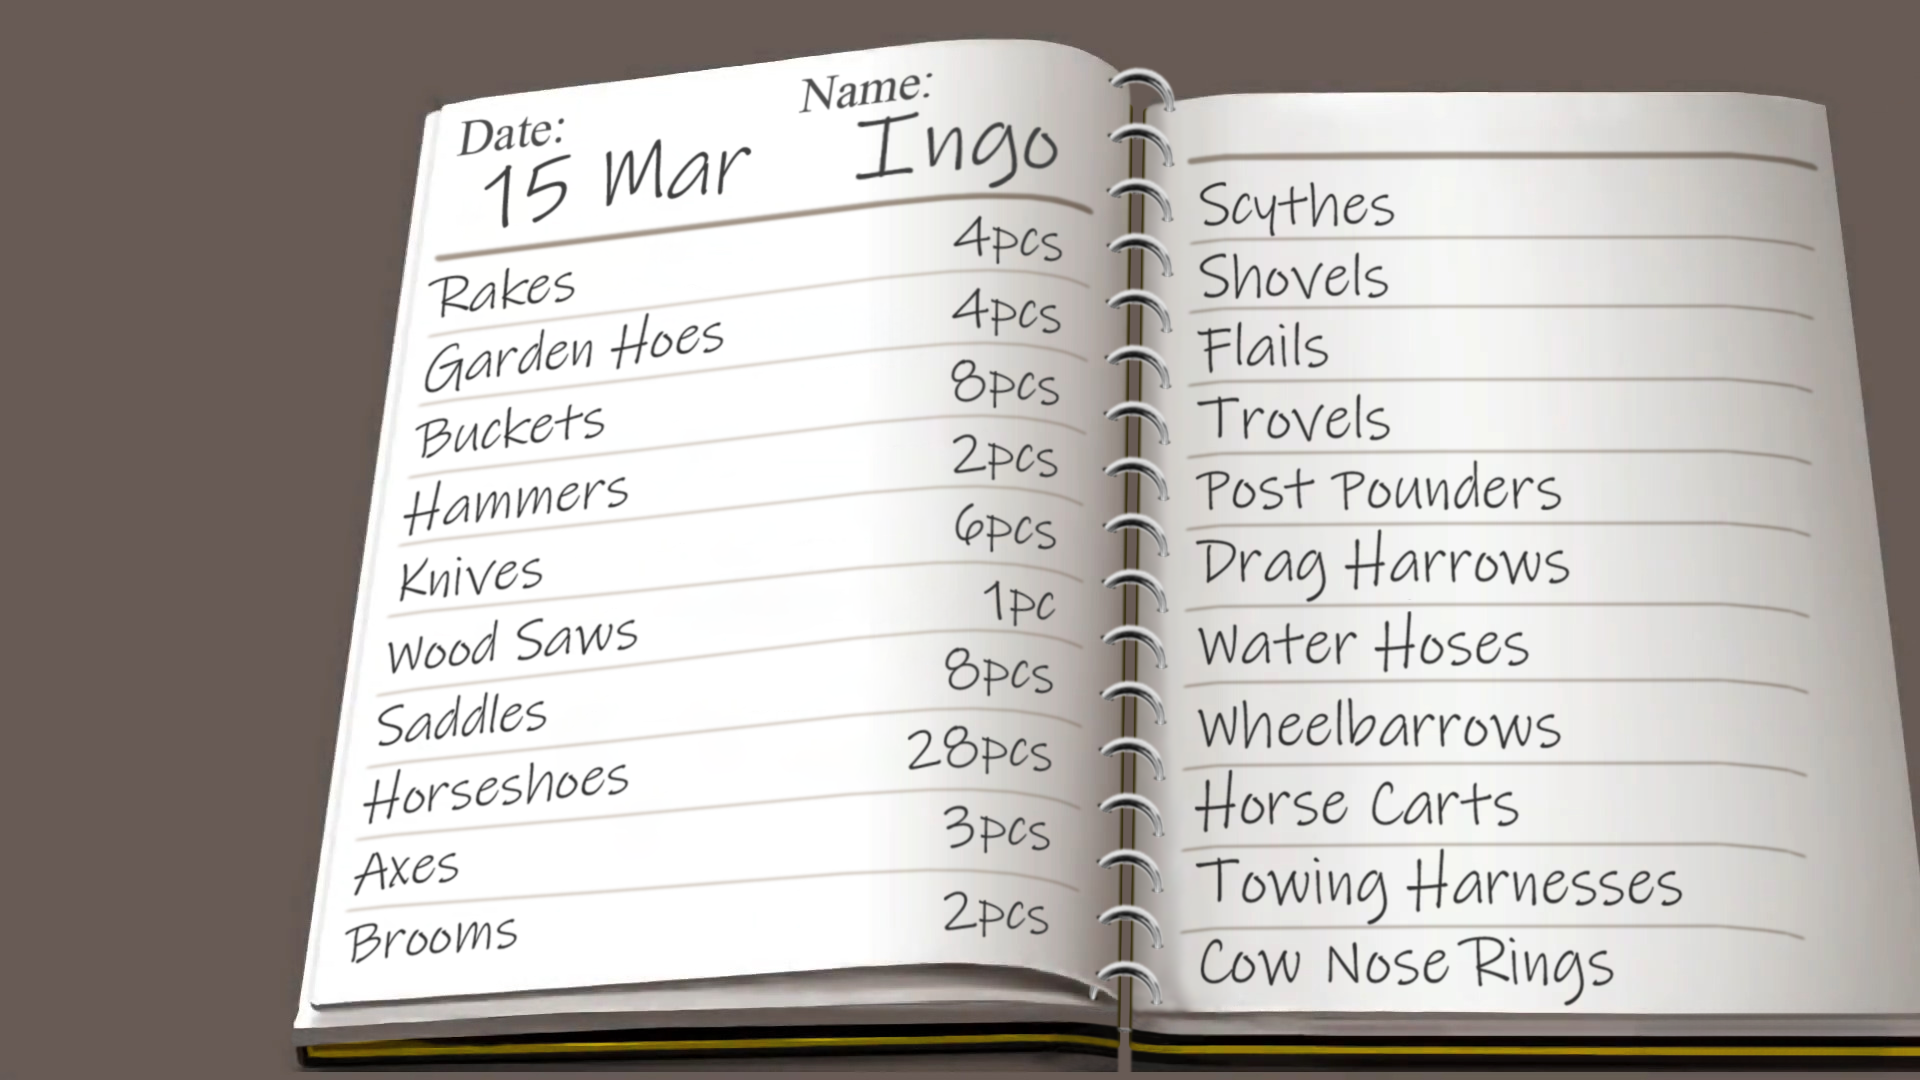 Date: Name:
15 Mar Ingo
Rakes 4pcs
Garden Hoes 4pcs
Buckets 8pcs
Hammers 2pcs
Knives 6pcs
Wood Saws 1pc
Saddles 8pcs
Horseshoes 28pcs
Axes 3pcs
Brooms 2pcs
Scythes
Shovels
Flails
Trovels
Post Pounders
Drag Harrows
Water Hoses
Wheelbarrows
Horse Carts
Towing Harnesses
Cow Nose Rings